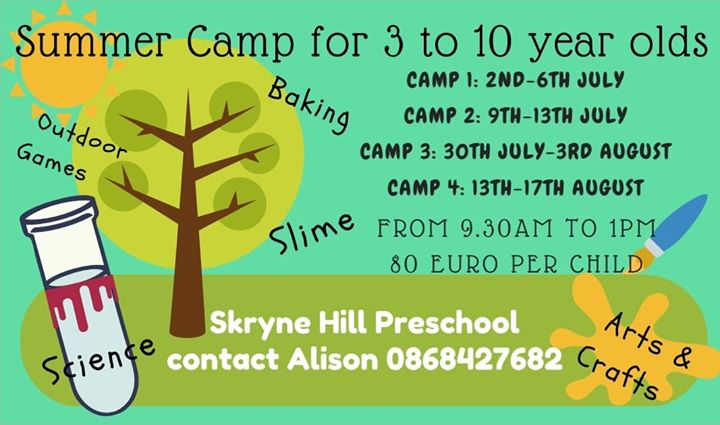 Summer Camp for 3 to 10 year olds
CAMP 1: 2ND-6TH JULY
CAMP 2: 9TH-13TH JULY
CAMP 3: 30TH JULY-3RD AUGUST
CAMP 4: 13TH-17TH AUGUST
FROM 9.30AM TO 1PM
80 EURO PER CHILD
Baking
Outdoor
Games
Slime
Science
Skryne Hill Preschool
contact Alison 0868427682
Arts &
Crafts